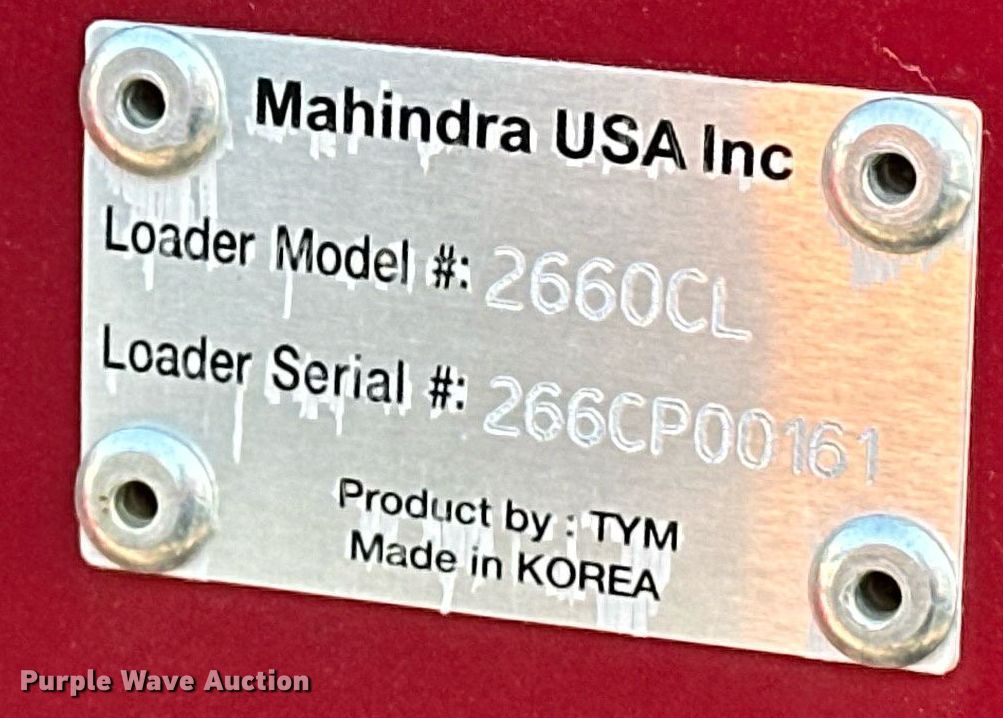 Mahindra USA Inc
Loader Model #: 2660CL
Loader Serial #: 266CP00161
Product by : TYM
Made in KOREA
Purple Wave Auction